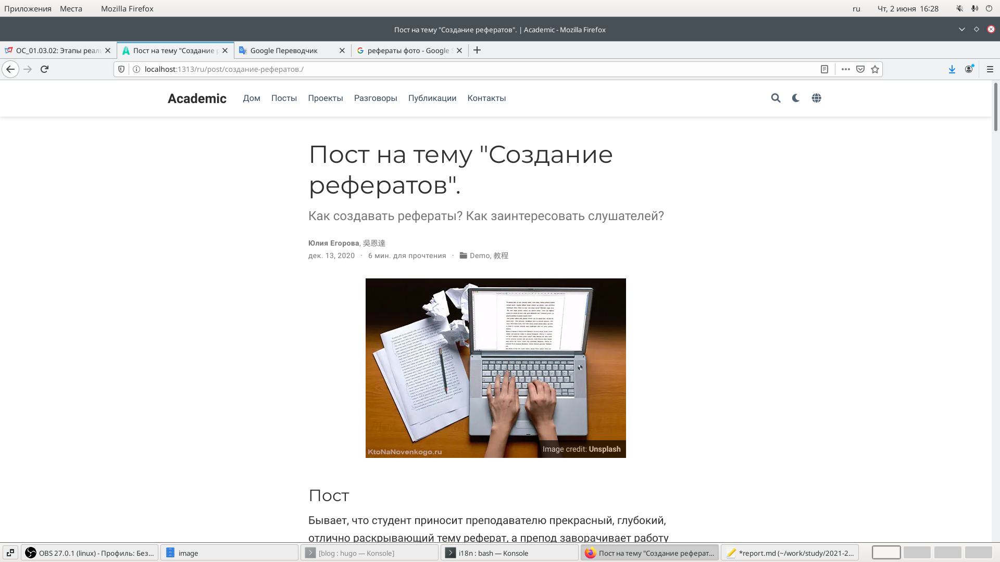 Приложения Места Mozilla Firefox ru Чт, 2 июня 16:28
Пост на тему "Создание рефератов". | Academic - Mozilla Firefox
ОС_01.03.02: Этапы реал Пост на тему "Создание Google Переводчик рефераты фото - Google
localhost:1313/ru/post/создание-рефератов./
Academic Дом Посты Проекты Разговоры Публикации Контакты
Пост на тему "Создание
рефератов".
Как создавать рефераты? Как заинтересовать слушателей?
Юлия Егорова, 吳恩達
дек. 13, 2020 · 6 мин. для прочтения · Demo, 教程
KtoNaNovenkogo.ru
Image credit: Unsplash
Пост
Бывает, что студент приносит преподавателю прекрасный, глубокий,
отлично раскрывающий тему реферат, а препод заворачивает работу
OBS 27.0.1 (linux) - Профиль: Без... image [blog : hugo — Konsole] i18n : bash — Konsole Пост на тему "Создание реферат... *report.md (~/work/study/2021-2...